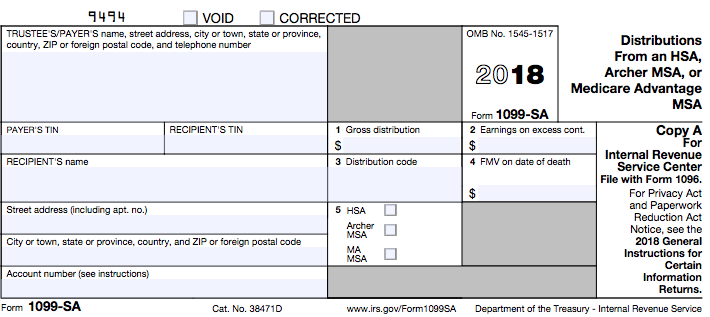 9494
VOID
CORRECTED
TRUSTEE'S/PAYER'S name, street address, city or town, state or province,
country, ZIP or foreign postal code, and telephone number
OMB No. 1545-1517
2018
Form 1099-SA
Distributions
From an HSA,
Archer MSA, or
Medicare Advantage
MSA
PAYER'S TIN
RECIPIENT'S TIN
1 Gross distribution
$
2 Earnings on excess cont.
$
Copy A
For
Internal Revenue
Service Center
File with Form 1096.
For Privacy Act
and Paperwork
Reduction Act
Notice, see the
2018 General
Instructions for
Certain
Information
Returns.
RECIPIENT'S name
3 Distribution code
4 FMV on date of death
$
Street address (including apt. no.)
5 HSA
Archer
MSA
MA
MSA
City or town, state or province, country, and ZIP or foreign postal code
Account number (see instructions)
Form 1099-SA
Cat. No. 38471D
www.irs.gov/Form1099SA
Department of the Treasury - Internal Revenue Service